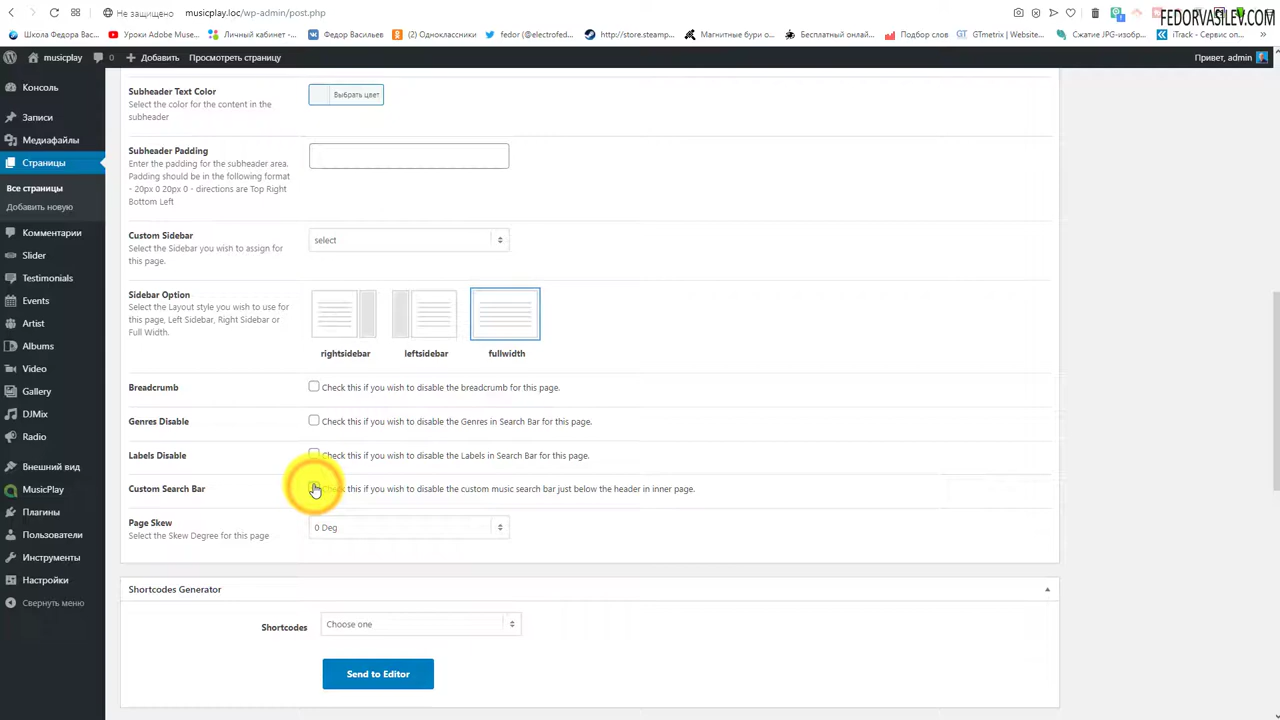 Не защищено musicplay.loc/wp-admin/post.php
FEDORVASILEV.COM
Школа Федора Ва... Уроки Adobe Illustr... Личный кабинет -... Федор Васильев (2) Одноклассники fedor (@electrofed... http://store.steamp... Магнитные бури о... Бесплатный онлай... Подбор слов GTmetrix | Website... Сжатие JPG-изобр... iTrack - Сервис оп...
musicplay 0 Добавить Просмотреть страницу Привет, admin
Консоль
Записи
Медиафайлы
Страницы
Все страницы
Добавить новую
Комментарии
Slider
Testimonials
Events
Artist
Albums
Video
Gallery
DJMix
Radio
Внешний вид
MusicPlay
Плагины
Пользователи
Инструменты
Настройки
Свернуть меню
Subheader Text Color
Select the color for the content in the
subheader
Выбрать цвет
Subheader Padding
Enter the padding for the subheader area.
Padding should be in the following format
- 20px 0 20px 0 - directions are Top Right
Bottom Left
Custom Sidebar
Select the Sidebar you wish to assign for
this page.
select
Sidebar Option
Select the Layout style you wish to use for
this page, Left Sidebar, Right Sidebar or
Full Width.
rightsidebar leftsidebar fullwidth
Breadcrumb
Check this if you wish to disable the breadcrumb for this page.
Genres Disable
Check this if you wish to disable the Genres in Search Bar for this page.
Labels Disable
Check this if you wish to disable the Labels in Search Bar for this page.
Custom Search Bar
Check this if you wish to disable the custom music search bar just below the header in inner page.
Page Skew
Select the Skew Degree for this page
0 Deg
Shortcodes Generator
Shortcodes
Choose one
Send to Editor